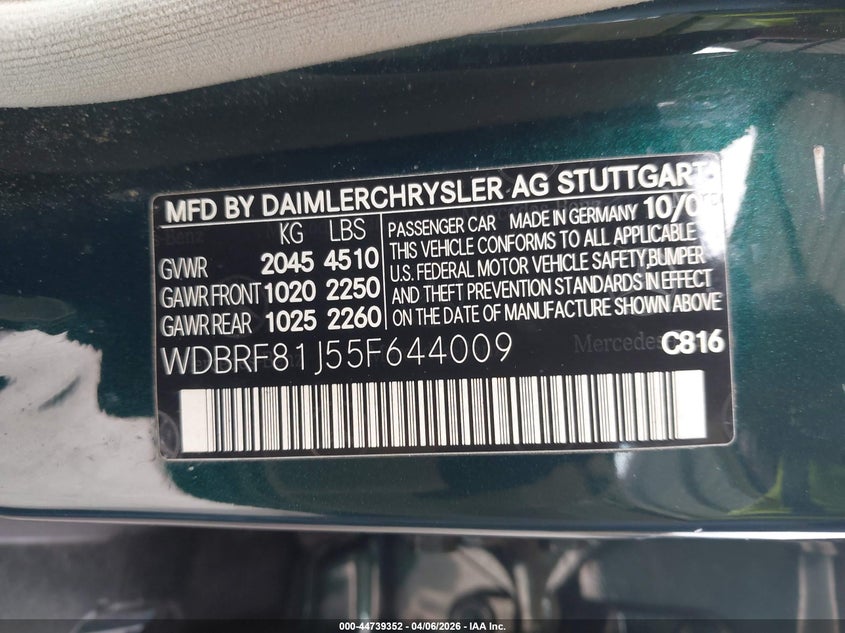 MFD BY DAIMLERCHRYSLER AG STUTTGART
KG LBS
GVWR 2045 4510
GAWR FRONT 1020 2250
GAWR REAR 1025 2260
PASSENGER CAR MADE IN GERMANY
THIS VEHICLE CONFORMS TO ALL APPLICABLE
U.S. FEDERAL MOTOR VEHICLE SAFETY,BUMPER
AND THEFT PREVENTION STANDARDS IN EFFECT
ON THE DATE OF MANUFACTURE SHOWN ABOVE
WDBRF81J55F644009
C816
000-44739352 / 04/06/2026 - IAA Inc.